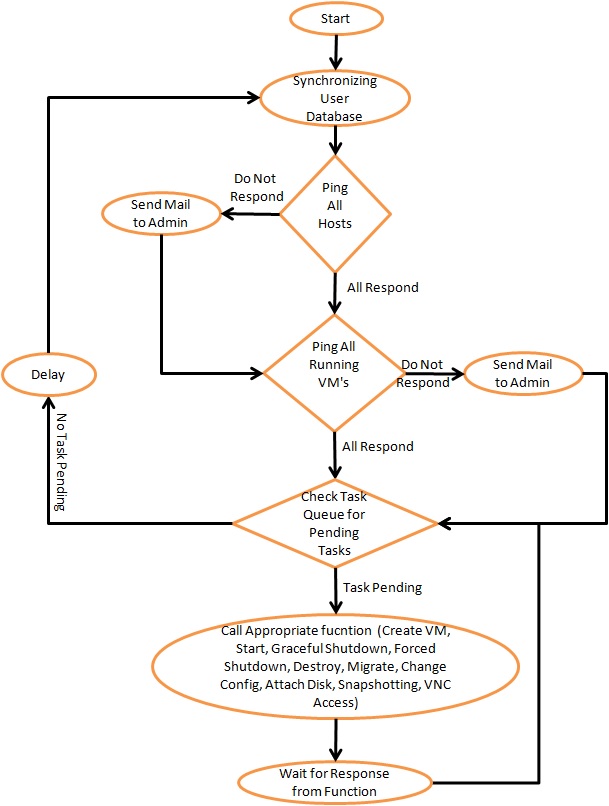 Start
Synchronizing
User
Database
Do Not
Respond
Ping
All
Hosts
Send Mail
to Admin
All Respond
Ping All
Running
VM's
Do Not
Respond
Send Mail
to Admin
Delay
No Task Pending
All Respond
Check Task
Queue for
Pending
Tasks
Task Pending
Call Appropriate fucntion (Create VM,
Start, Graceful Shutdown, Forced
Shutdown, Destroy, Migrate, Change
Config, Attach Disk, Snapshotting, VNC
Access)
Wait for Response
from Function